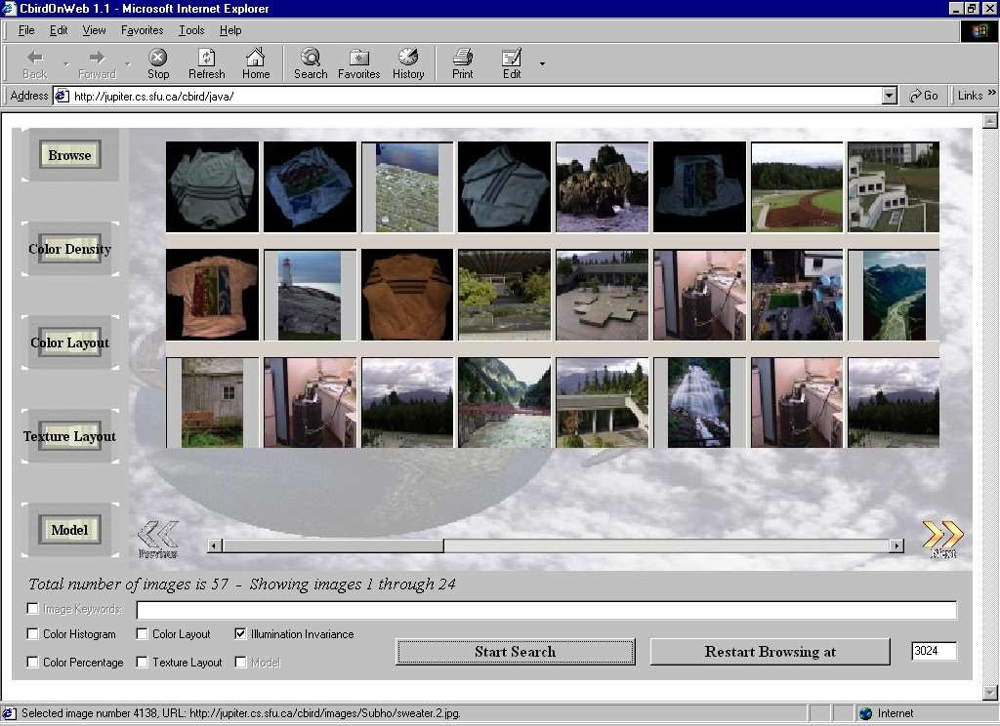 CbirdOnWeb 1.1 - Microsoft Internet Explorer
File Edit View Favorites Tools Help
Back Forward Stop Refresh Home Search Favorites History Print Edit
Address http://jupiter.cs.sfu.ca/cbird/java/ Go Links »
Browse
Color Density
Color Layout
Texture Layout
Model
Previous Next
Total number of images is 57 - Showing images 1 through 24
Image Keywords:
Color Histogram Color Layout Illumination Invariance
Start Search Restart Browsing at 3024
Color Percentage Texture Layout Model
Selected image number 4138, URL: http://jupiter.cs.sfu.ca/cbird/images/Subho/sweater.2.jpg. Internet